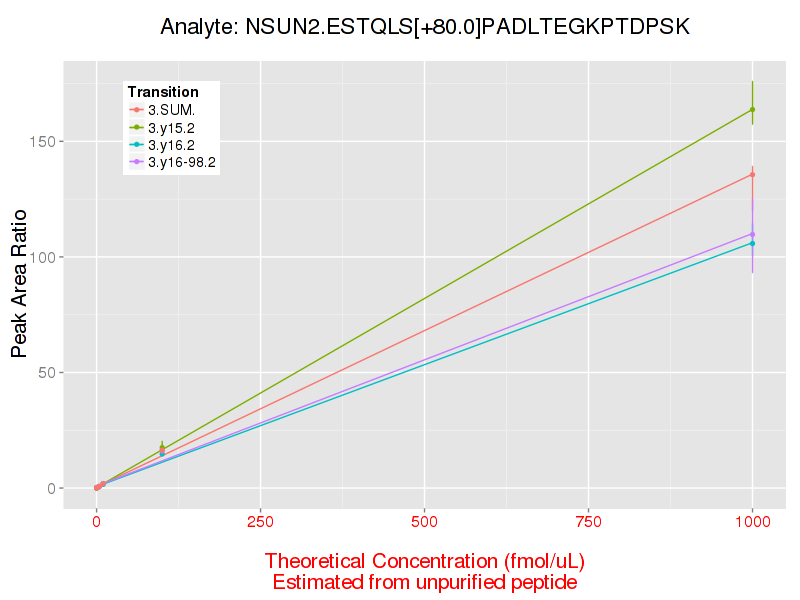 Analyte: NSUN2.ESTQLS[+80.0]PADLTEGKPTDPSK
Transition
3.SUM.
3.y15.2
3.y16.2
3.y16-98.2
Peak Area Ratio
150
100
50
0
0 250 500 750 1000
Theoretical Concentration (fmol/uL)
Estimated from unpurified peptide